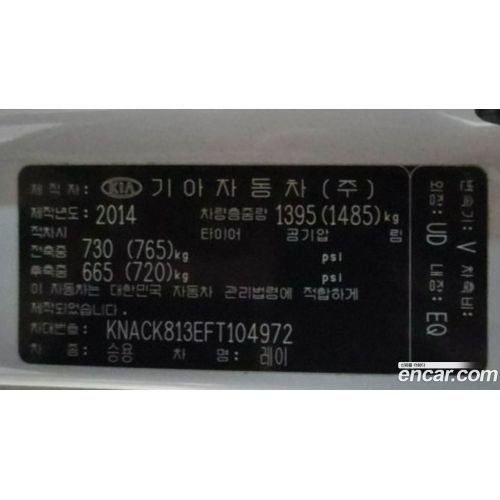 제작자: KIA 기아자동차(주)
제작년도: 2014 차량총중량 1395(1485)kg
적차시 타이어 공기압 림
전축중 730 (765)kg psi
후축중 665 (720)kg psi
이 자동차는 대한민국 자동차 관리법령에 적합하게
제작되었습니다.
차대번호: KNACK813EFT104972
차 종: 승용 차 명: 레이
변속기: V 차축비:
외장: UD 내장: EQ
encar.com